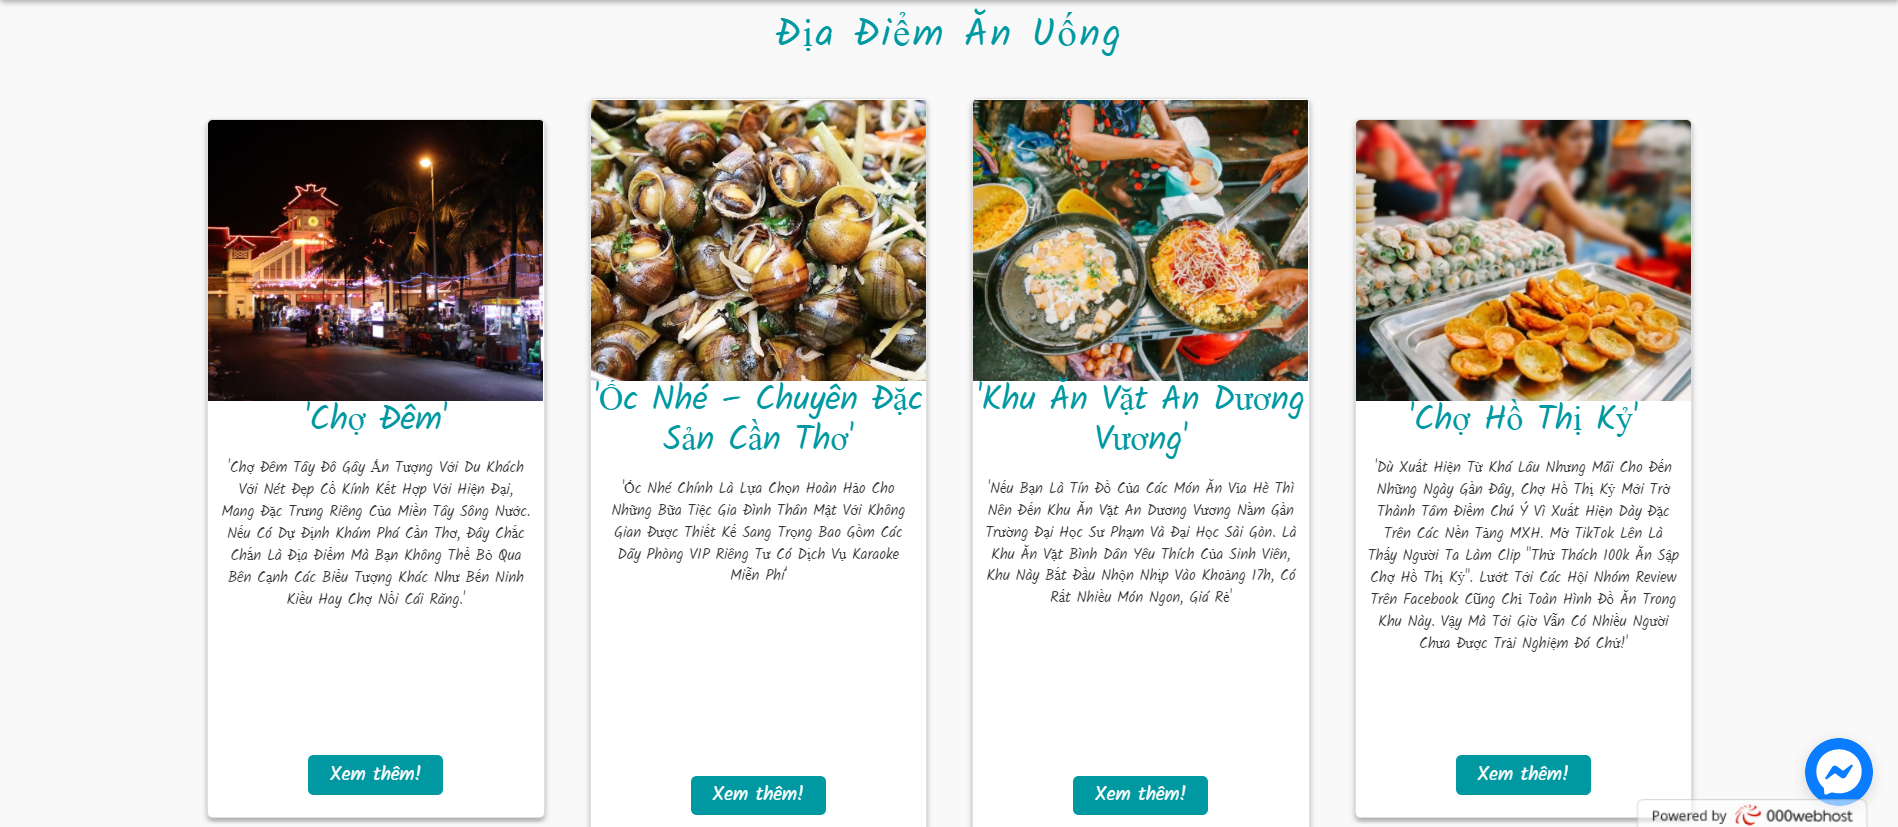 Địa Điểm Ăn Uống
'Chợ Đêm'
'Chợ Đêm Tây Đô Gây Ấn Tượng Với Du Khách
Với Nét Đẹp Cổ Kính Kết Hợp Với Hiện Đại,
Mang Đặc Trưng Riêng Của Miền Tây Sông Nước.
Nếu Có Dự Định Khám Phá Cần Thơ, Đây Chắc
Chắn Là Địa Điểm Mà Bạn Không Thể Bỏ Qua
Bên Cạnh Các Biểu Tượng Khác Như Bến Ninh
Kiều Hay Chợ Nổi Cái Răng.'
Xem thêm!
'Ốc Nhé – Chuyên Đặc
Sản Cần Thơ'
'Ốc Nhé Chính Là Lựa Chọn Hoàn Hảo Cho
Những Bữa Tiệc Gia Đình Thân Mật Với Không
Gian Được Thiết Kế Sang Trọng Bao Gồm Các
Dãy Phòng VIP Riêng Tư Có Dịch Vụ Karaoke
Miễn Phí'
Xem thêm!
'Khu Ăn Vặt An Dương
Vương'
'Nếu Bạn Là Tín Đồ Của Các Món Ăn Vỉa Hè Thì
Nên Đến Khu Ăn Vặt An Dương Vương Nằm Gần
Trường Đại Học Sư Phạm Và Đại Học Sài Gòn. Là
Khu Ăn Vặt Bình Dân Yêu Thích Của Sinh Viên,
Khu Này Bắt Đầu Nhộn Nhịp Vào Khoảng 17h, Có
Rất Nhiều Món Ngon, Giá Rẻ'
Xem thêm!
'Chợ Hồ Thị Kỷ'
'Dù Xuất Hiện Từ Khá Lâu Nhưng Mãi Cho Đến
Những Ngày Gần Đây, Chợ Hồ Thị Kỷ Mới Trở
Thành Tâm Điểm Chú Ý Vì Xuất Hiện Dày Đặc
Trên Các Nền Tảng MXH. Mở TikTok Lên Là
Thấy Người Ta Làm Clip "Thử Thách 100k Ăn Sập
Chợ Hồ Thị Kỷ". Lướt Tới Các Hội Nhóm Review
Trên Facebook Cũng Chỉ Toàn Hình Đồ Ăn Trong
Khu Này. Vậy Mà Tới Giờ Vẫn Có Nhiều Người
Chưa Được Trải Nghiệm Đó Chứ!'
Xem thêm!
Powered by 000webhost